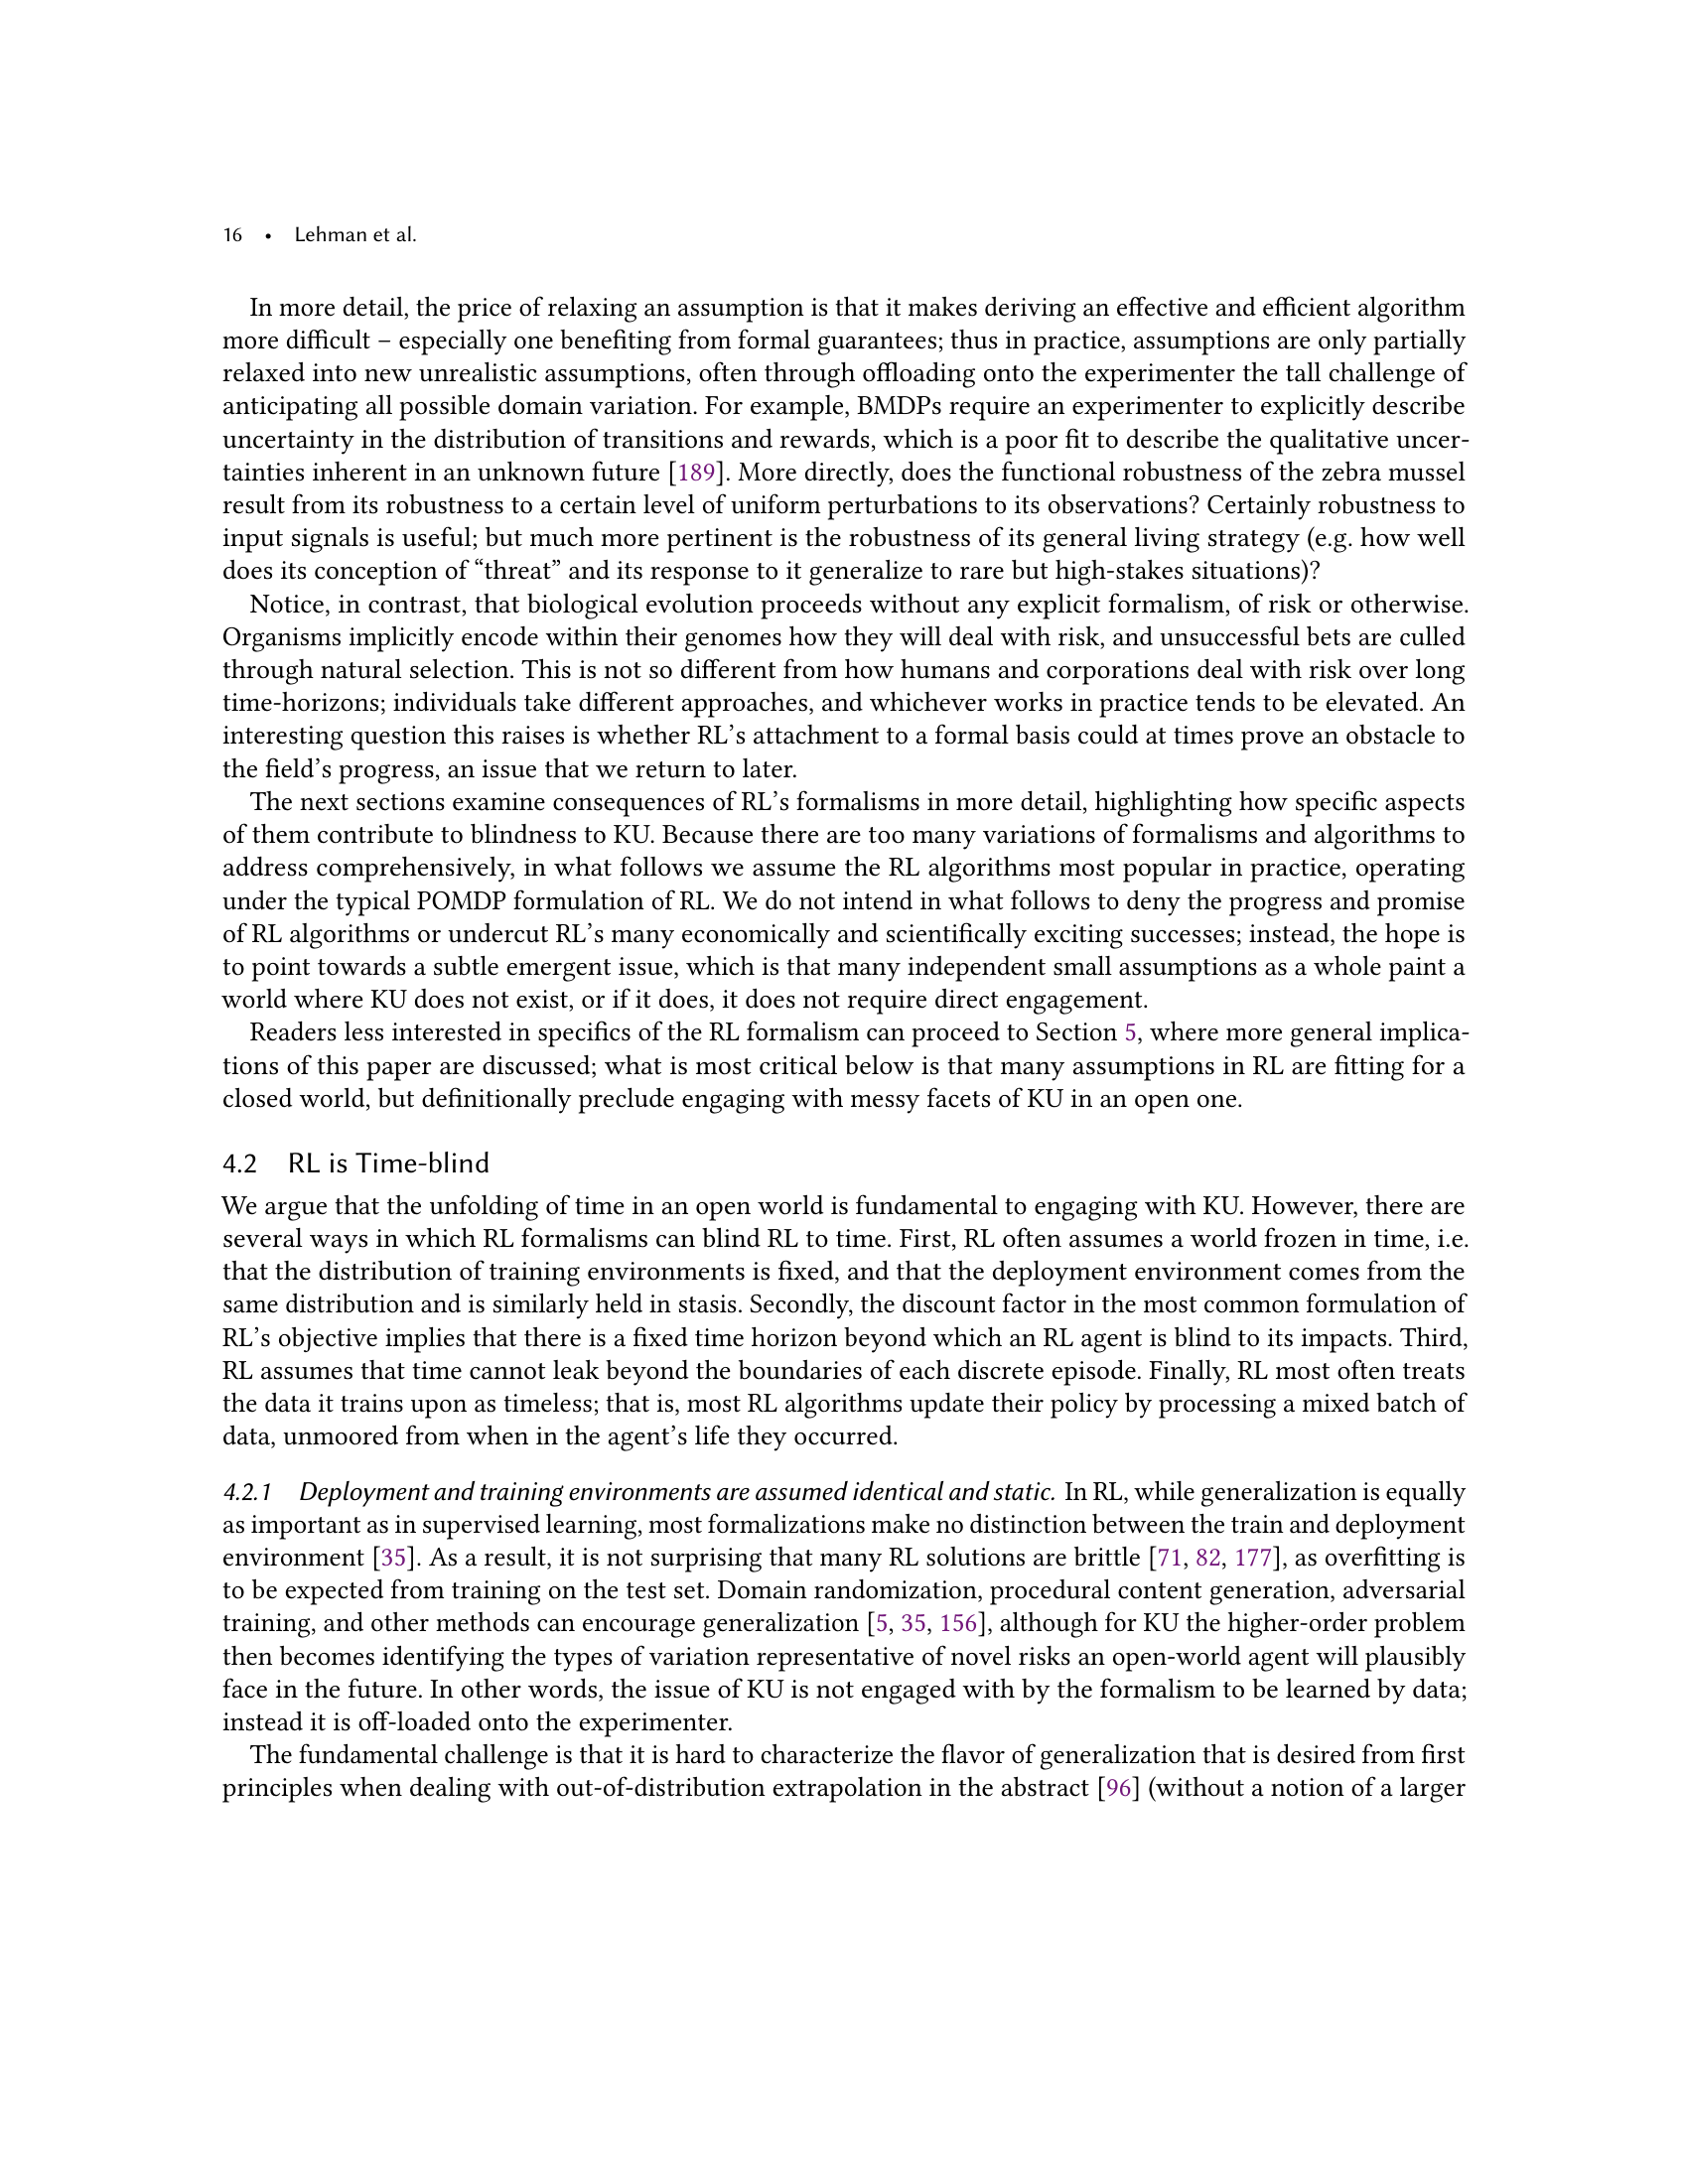 16 • Lehman et al.
In more detail, the price of relaxing an assumption is that it makes deriving an effective and efficient algorithm
more difficult – especially one benefiting from formal guarantees; thus in practice, assumptions are only partially
relaxed into new unrealistic assumptions, often through offloading onto the experimenter the tall challenge of
anticipating all possible domain variation. For example, BMDPs require an experimenter to explicitly describe
uncertainty in the distribution of transitions and rewards, which is a poor fit to describe the qualitative uncer-
tainties inherent in an unknown future [189]. More directly, does the functional robustness of the zebra mussel
result from its robustness to a certain level of uniform perturbations to its observations? Certainly robustness to
input signals is useful; but much more pertinent is the robustness of its general living strategy (e.g. how well
does its conception of “threat” and its response to it generalize to rare but high-stakes situations)?
Notice, in contrast, that biological evolution proceeds without any explicit formalism, of risk or otherwise.
Organisms implicitly encode within their genomes how they will deal with risk, and unsuccessful bets are culled
through natural selection. This is not so different from how humans and corporations deal with risk over long
time-horizons; individuals take different approaches, and whichever works in practice tends to be elevated. An
interesting question this raises is whether RL’s attachment to a formal basis could at times prove an obstacle to
the field’s progress, an issue that we return to later.
The next sections examine consequences of RL’s formalisms in more detail, highlighting how specific aspects
of them contribute to blindness to KU. Because there are too many variations of formalisms and algorithms to
address comprehensively, in what follows we assume the RL algorithms most popular in practice, operating
under the typical POMDP formulation of RL. We do not intend in what follows to deny the progress and promise
of RL algorithms or undercut RL’s many economically and scientifically exciting successes; instead, the hope is
to point towards a subtle emergent issue, which is that many independent small assumptions as a whole paint a
world where KU does not exist, or if it does, it does not require direct engagement.
Readers less interested in specifics of the RL formalism can proceed to Section 5, where more general implica-
tions of this paper are discussed; what is most critical below is that many assumptions in RL are fitting for a
closed world, but definitionally preclude engaging with messy facets of KU in an open one.
4.2 RL is Time-blind
We argue that the unfolding of time in an open world is fundamental to engaging with KU. However, there are
several ways in which RL formalisms can blind RL to time. First, RL often assumes a world frozen in time, i.e.
that the distribution of training environments is fixed, and that the deployment environment comes from the
same distribution and is similarly held in stasis. Secondly, the discount factor in the most common formulation of
RL’s objective implies that there is a fixed time horizon beyond which an RL agent is blind to its impacts. Third,
RL assumes that time cannot leak beyond the boundaries of each discrete episode. Finally, RL most often treats
the data it trains upon as timeless; that is, most RL algorithms update their policy by processing a mixed batch of
data, unmoored from when in the agent’s life they occurred.
4.2.1 Deployment and training environments are assumed identical and static. In RL, while generalization is equally
as important as in supervised learning, most formalizations make no distinction between the train and deployment
environment [35]. As a result, it is not surprising that many RL solutions are brittle [71, 82, 177], as overfitting is
to be expected from training on the test set. Domain randomization, procedural content generation, adversarial
training, and other methods can encourage generalization [5, 35, 156], although for KU the higher-order problem
then becomes identifying the types of variation representative of novel risks an open-world agent will plausibly
face in the future. In other words, the issue of KU is not engaged with by the formalism to be learned by data;
instead it is off-loaded onto the experimenter.
The fundamental challenge is that it is hard to characterize the flavor of generalization that is desired from first
principles when dealing with out-of-distribution extrapolation in the abstract [96] (without a notion of a larger